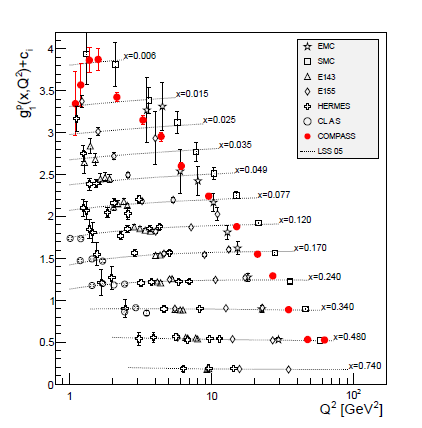 g₁ᵖ(x,Q²)+cᵢ
4
3.5
3
2.5
2
1.5
1
0.5
0
x=0.006
x=0.015
x=0.025
x=0.035
x=0.049
x=0.077
x=0.120
x=0.170
x=0.240
x=0.340
x=0.480
x=0.740
EMC
SMC
E143
E155
HERMES
CLAS
COMPASS
LSS 05
1
10
10²
Q² [GeV²]